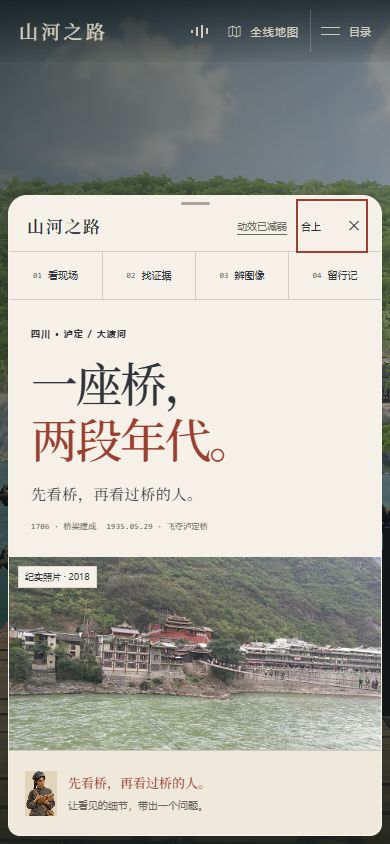 山河之路
全线地图
目录
山河之路
动效已减弱
合上
01 看现场
02 找证据
03 辨图像
04 留行记
四川 • 泸定 / 大渡河
一座桥，
两段年代。
先看桥，再看过桥的人。
1706 · 桥梁建成 1935.05.29 · 飞夺泸定桥
纪实照片 · 2018
先看桥，再看过桥的人。
让看见的细节，带出一个问题。